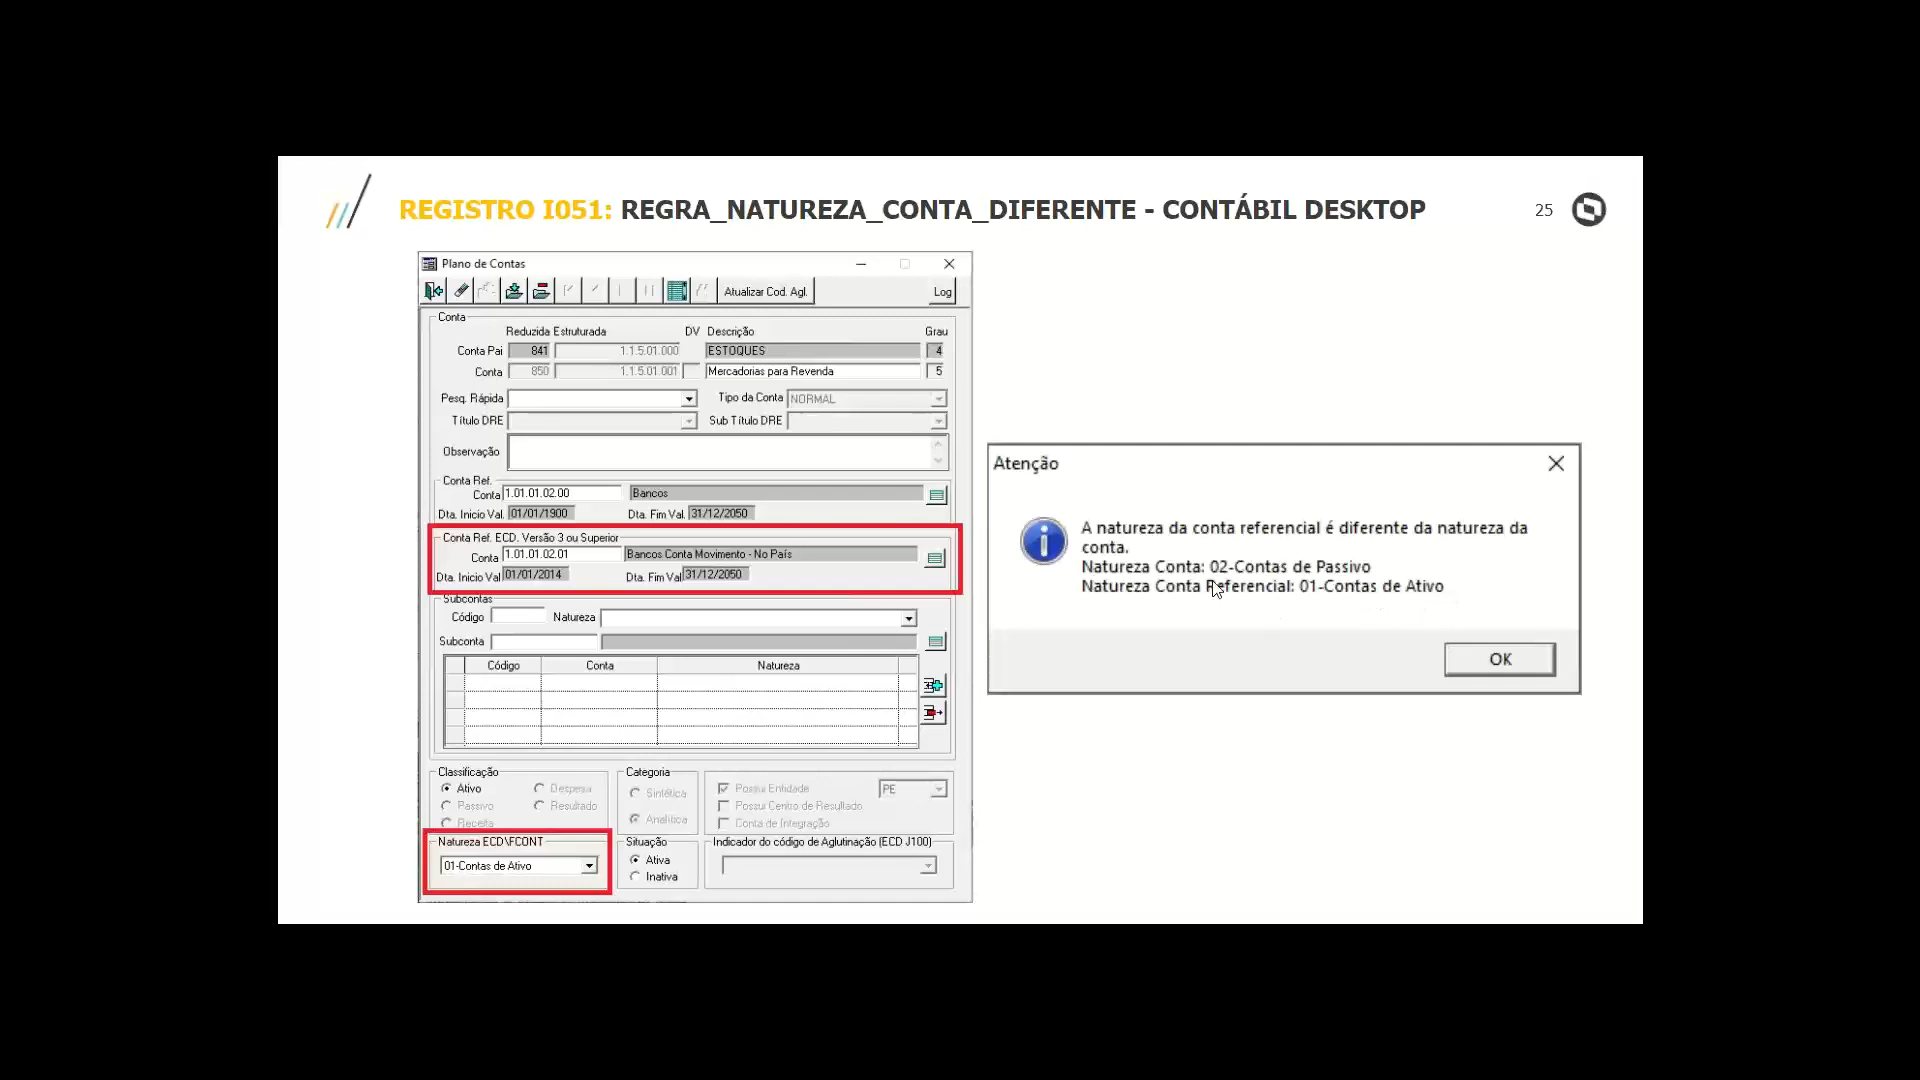 REGISTRO I051: REGRA_NATUREZA_CONTA_DIFERENTE - CONTÁBIL DESKTOP
25
Plano de Contas
Atualizar Cod. Agl.
Log
Conta
Reduzida Estruturada DV Descrição Grau
Conta Pai 841 1.1.5.01.000 ESTOQUES 4
Conta 850 1.1.5.01.001 Mercadorias para Revenda 5
Pesq. Rápida Tipo da Conta NORMAL
Título DRE Sub Título DRE
Observação
Conta Ref.
Conta 1.01.01.02.00 Bancos
Dta. Inicio Val. 01/01/1900 Dta. Fim Val. 31/12/2050
Conta Ref. ECD. Versão 3 ou Superior
Conta 1.01.01.02.01 Bancos Conta Movimento - No País
Dta. Inicio Val 01/01/2014 Dta. Fim Val 31/12/2050
Subcontas
Código Natureza
Subconta
Código Conta Natureza
Classificação
Ativo Despesa
Passivo Resultado
Receita
Categoria
Sintética
Analítica
Possui Entidade PE
Possui Centro de Resultado
Conta de Integração
Natureza ECD\FCONT
01-Contas de Ativo
Situação
Ativa
Inativa
Indicador do código de Aglutinação (ECD J100)
Atenção
A natureza da conta referencial é diferente da natureza da
conta.
Natureza Conta: 02-Contas de Passivo
Natureza Conta Referencial: 01-Contas de Ativo
OK